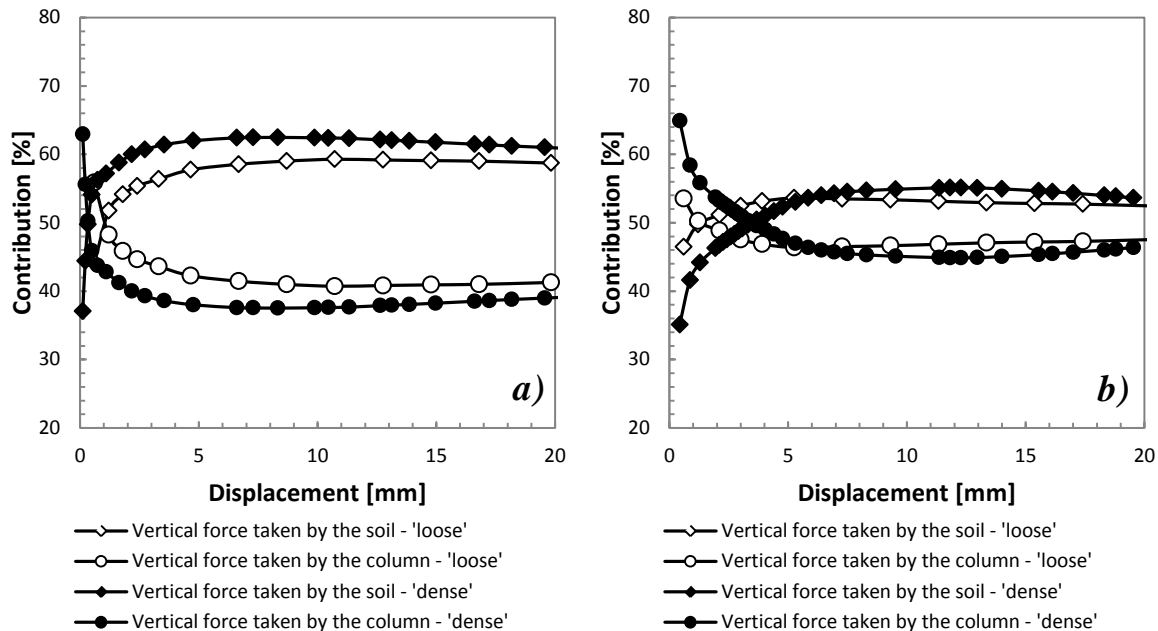 80
70
60
50
40
30
20
Contribution [%]
a)
0 5 10 15 20
Displacement [mm]
Vertical force taken by the soil - 'loose'
Vertical force taken by the column - 'loose'
Vertical force taken by the soil - 'dense'
Vertical force taken by the column - 'dense'
80
70
60
50
40
30
20
Contribution [%]
b)
0 5 10 15 20
Displacement [mm]
Vertical force taken by the soil - 'loose'
Vertical force taken by the column - 'loose'
Vertical force taken by the soil - 'dense'
Vertical force taken by the column - 'dense'